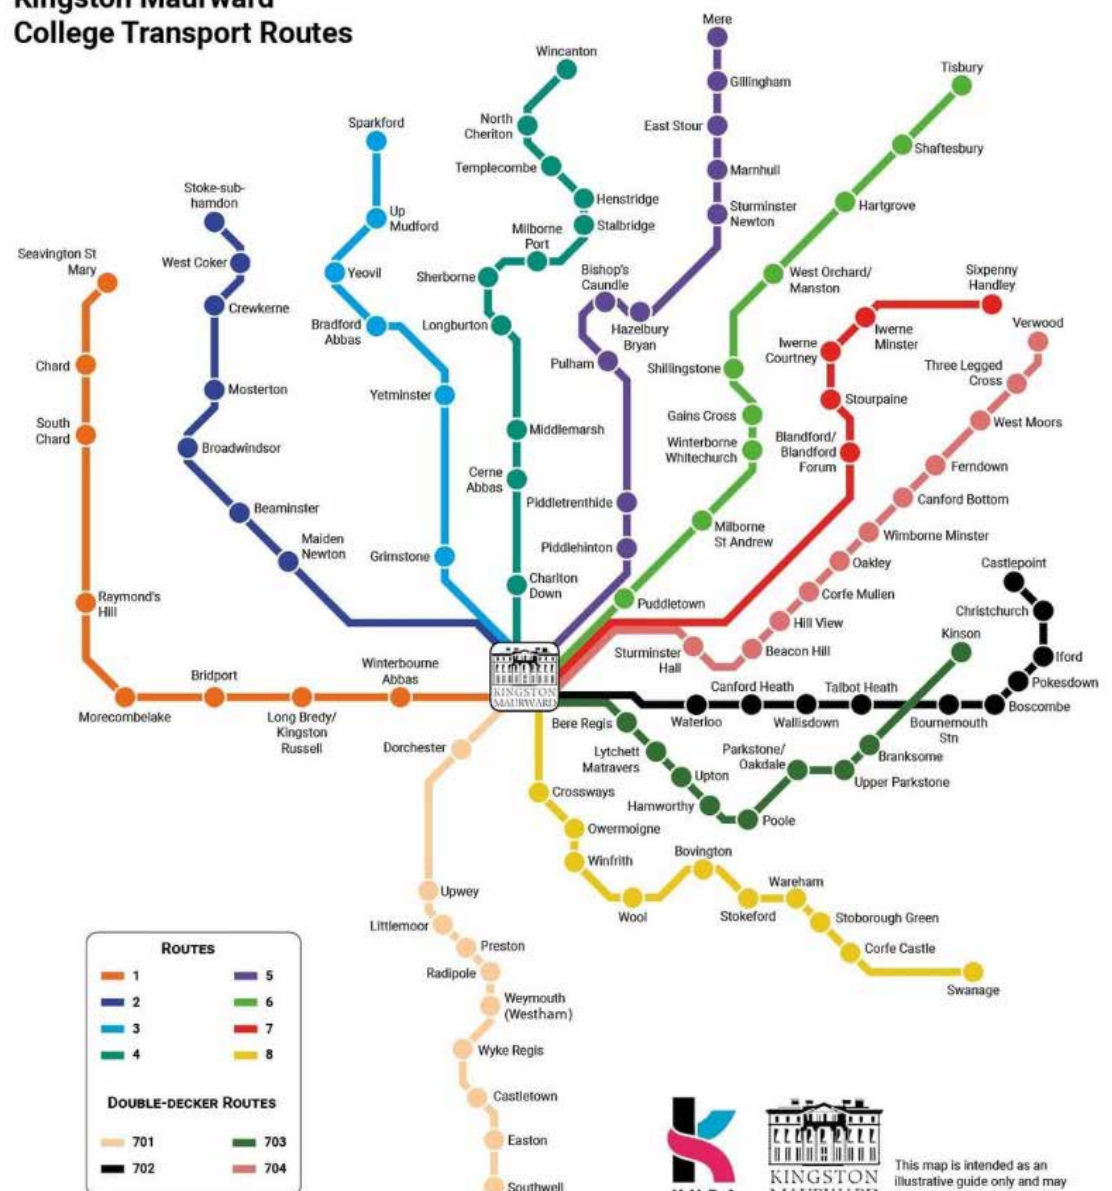 Kingston Maurward
College Transport Routes
Mere
Wincanton
Gillingham
Tisbury
North
Cheriton
East Stour
Sparkford
Shaftesbury
Templecombe
Marnhull
Stoke-sub-
hamdon
Henstridge
Sturminster
Newton
Hartgrove
Up
Mudford
Stalbridge
Milborne
Port
Seavington St
Mary
West Coker
Yeovil
Sherborne
Bishop's
Caundle
West Orchard/
Manston
Sixpenny
Handley
Crewkerne
Bradford
Abbas
Longburton
Hazelbury
Bryan
Iwerne
Minster
Verwood
Iwerne
Courtney
Chard
Pulham
Shillingstone
Three Legged
Cross
Mosterton
Yetminster
Stourpaine
South
Chard
Middlemarsh
Gains Cross
West Moors
Broadwindsor
Winterborne
Whitechurch
Blandford/
Blandford
Forum
Ferndown
Cerne
Abbas
Beaminster
Piddletrenthide
Canford Bottom
Maiden
Newton
Piddlehinton
Milborne
St Andrew
Wimborne Minster
Grimstone
Oakley
Castlepoint
Raymond's
Hill
Charlton
Down
Puddletown
Corfe Mullen
Christchurch
Hill View
Kinson
Sturminster
Hall
Beacon Hill
Iford
Winterbourne
Abbas
Bridport
KINGSTON
MAURWARD
Canford Heath
Talbot Heath
Pokesdown
Boscombe
Morecombelake
Long Bredy/
Kingston
Russell
Bere Regis
Waterloo
Wallisdown
Bournemouth
Stn
Dorchester
Lytchett
Matravers
Parkstone/
Oakdale
Branksome
Upton
Upper Parkstone
Crossways
Hamworthy
Poole
Owermoigne
Winfrith
Bovington
Wareham
Upwey
Wool
Stokeford
Stoborough Green
Littlemoor
Preston
Corfe Castle
Radipole
Swanage
Weymouth
(Westham)
Wyke Regis
Castletown
Easton
Southwell
ROUTES
1
5
2
6
3
7
4
8
DOUBLE-DECKER ROUTES
701
703
702
704
KINGSTON
MAURWARD
This map is intended as an
illustrative guide only and may